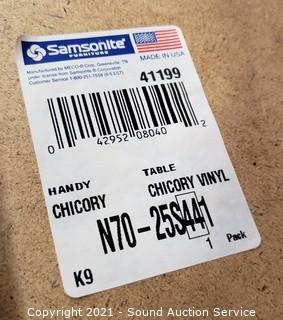 Samsonite®
FURNITURE
MADE IN USA
Manufactured by MECO® Corp. Greeneville, TN
under license from Samsonite ® Corporation
Customer Service 1-800-251-7558 (8-5 EST)
41199
0 42952 08040 2
HANDY TABLE
CHICORY CHICORY VINYL
N70-25S441
1 Pack
K9
Copyright 2021 - Sound Auction Service